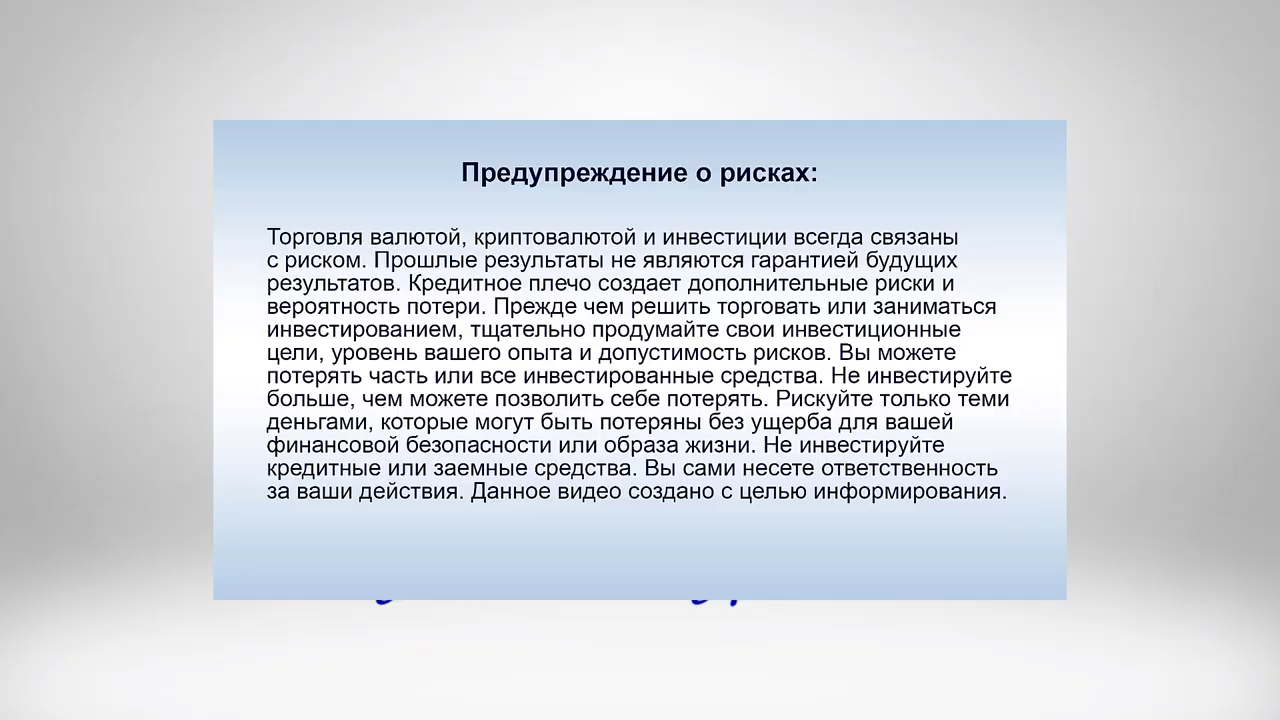 Предупреждение о рисках:
Торговля валютой, криптовалютой и инвестиции всегда связаны
с риском. Прошлые результаты не являются гарантией будущих
результатов. Кредитное плечо создает дополнительные риски и
вероятность потери. Прежде чем решить торговать или заниматься
инвестированием, тщательно продумайте свои инвестиционные
цели, уровень вашего опыта и допустимость рисков. Вы можете
потерять часть или все инвестированные средства. Не инвестируйте
больше, чем можете позволить себе потерять. Рискуйте только теми
деньгами, которые могут быть потеряны без ущерба для вашей
финансовой безопасности или образа жизни. Не инвестируйте
кредитные или заемные средства. Вы сами несете ответственность
за ваши действия. Данное видео создано с целью информирования.